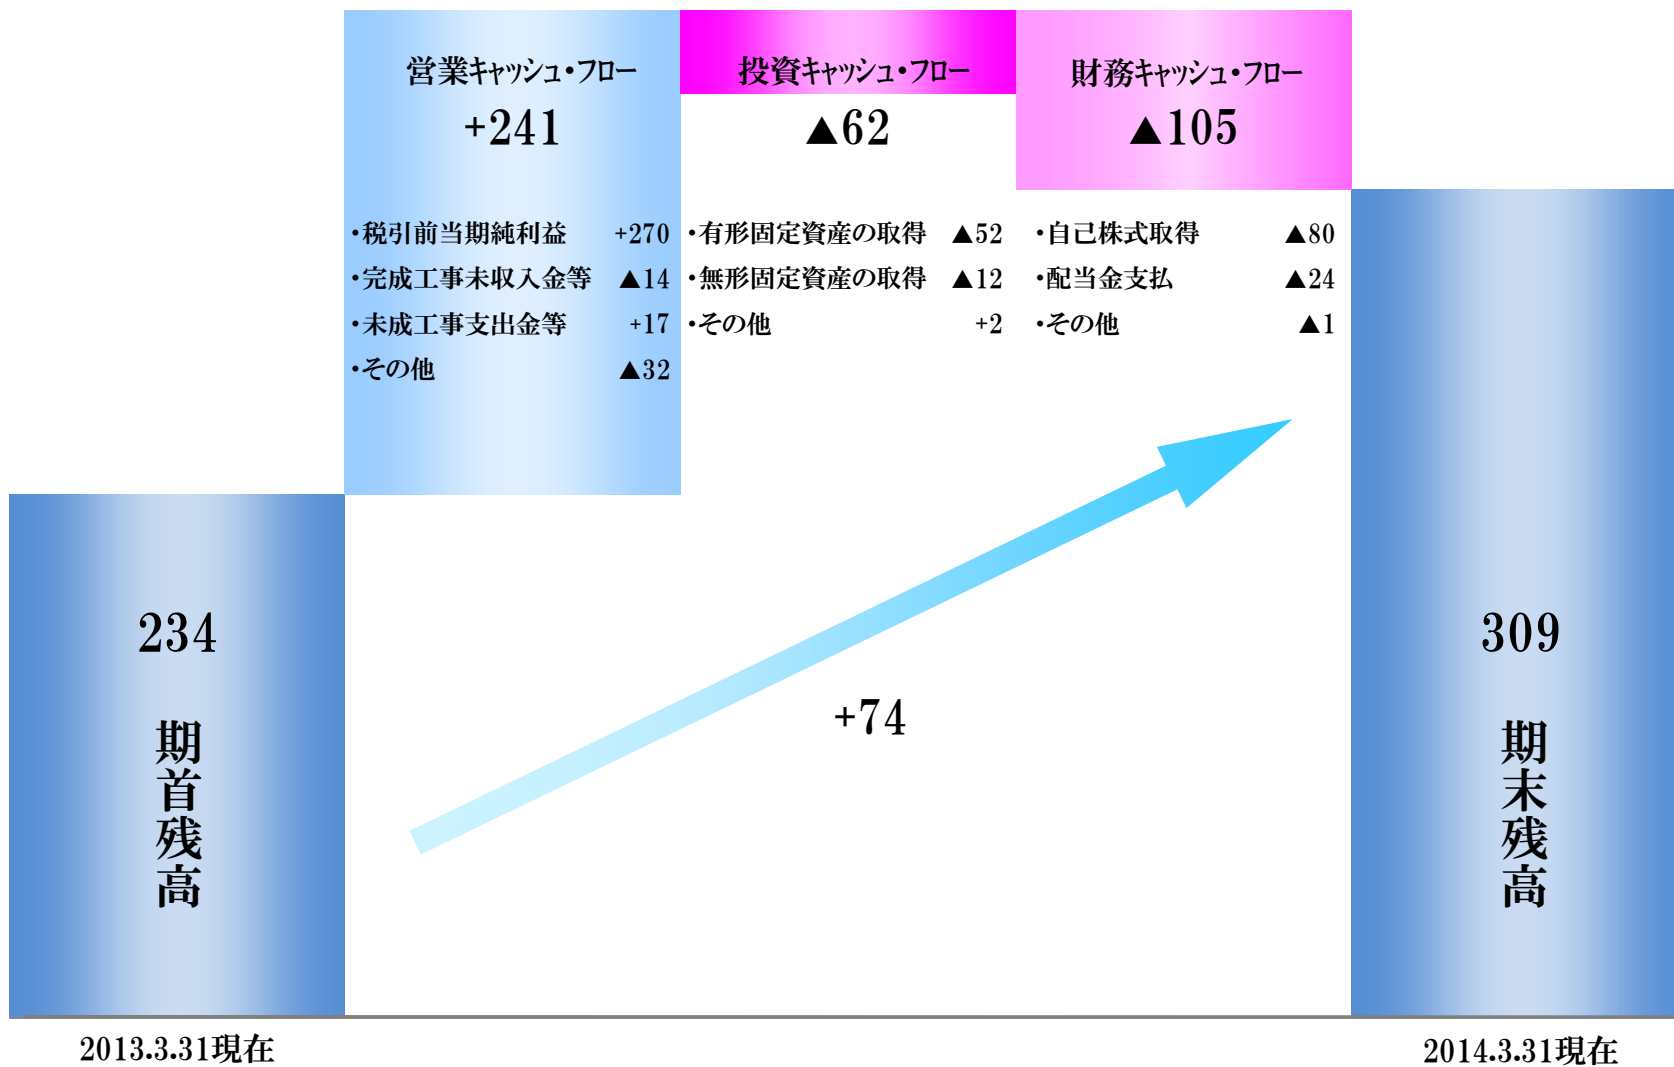 営業キャッシュ・フロー
+241
・税引前当期純利益 +270
・完成工事未収入金等 ▲14
・未成工事支出金等 +17
・その他 ▲32
投資キャッシュ・フロー
▲62
・有形固定資産の取得 ▲52
・無形固定資産の取得 ▲12
・その他 +2
財務キャッシュ・フロー
▲105
・自己株式取得 ▲80
・配当金支払 ▲24
・その他 ▲1
234
期首残高
+74
309
期末残高
2013.3.31現在
2014.3.31現在